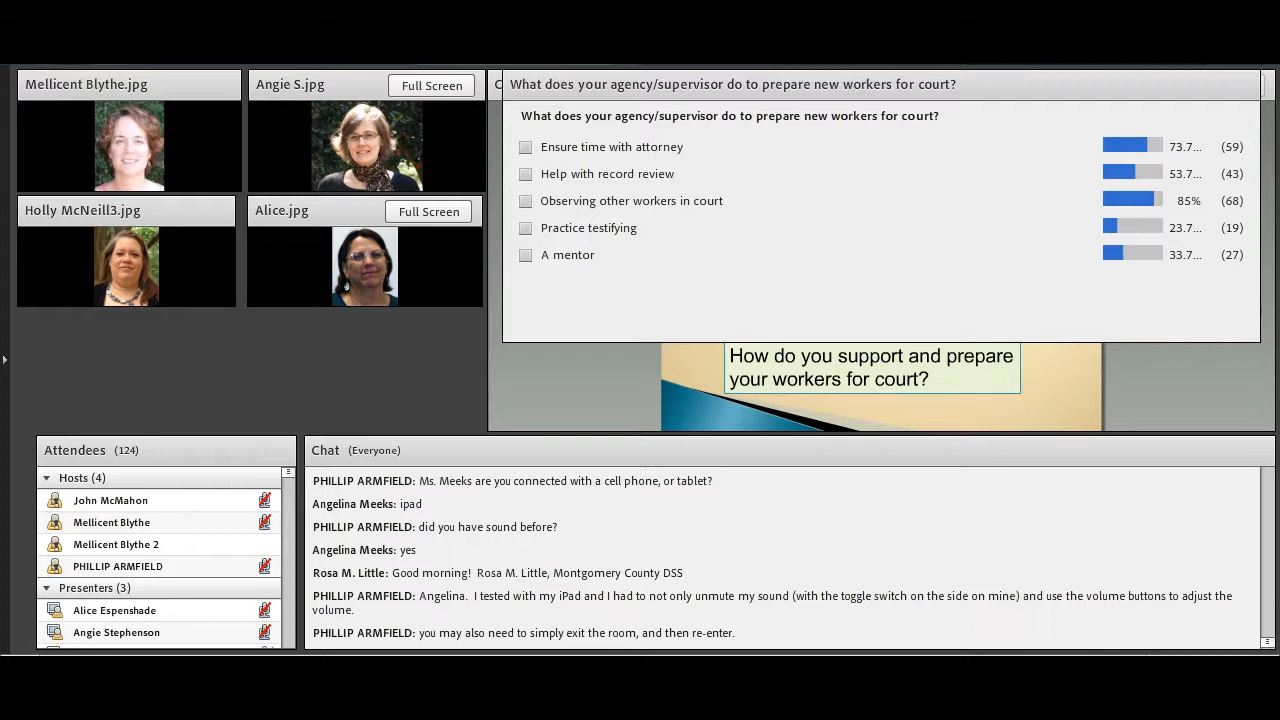 Mellicent Blythe.jpg
Angie S.jpg
Full Screen
Holly McNeill3.jpg
Alice.jpg
Full Screen
C
What does your agency/supervisor do to prepare new workers for court?
What does your agency/supervisor do to prepare new workers for court?
Ensure time with attorney 73.7... (59)
Help with record review 53.7... (43)
Observing other workers in court 85% (68)
Practice testifying 23.7... (19)
A mentor 33.7... (27)
How do you support and prepare
your workers for court?
Attendees (124)
Hosts (4)
John McMahon
Mellicent Blythe
Mellicent Blythe 2
PHILLIP ARMFIELD
Presenters (3)
Alice Espenshade
Angie Stephenson
Chat (Everyone)
PHILLIP ARMFIELD: Ms. Meeks are you connected with a cell phone, or tablet?
Angelina Meeks: ipad
PHILLIP ARMFIELD: did you have sound before?
Angelina Meeks: yes
Rosa M. Little: Good morning! Rosa M. Little, Montgomery County DSS
PHILLIP ARMFIELD: Angelina. I tested with my iPad and I had to not only unmute my sound (with the toggle switch on the side on mine) and use the volume buttons to adjust the
volume.
PHILLIP ARMFIELD: you may also need to simply exit the room, and then re-enter.